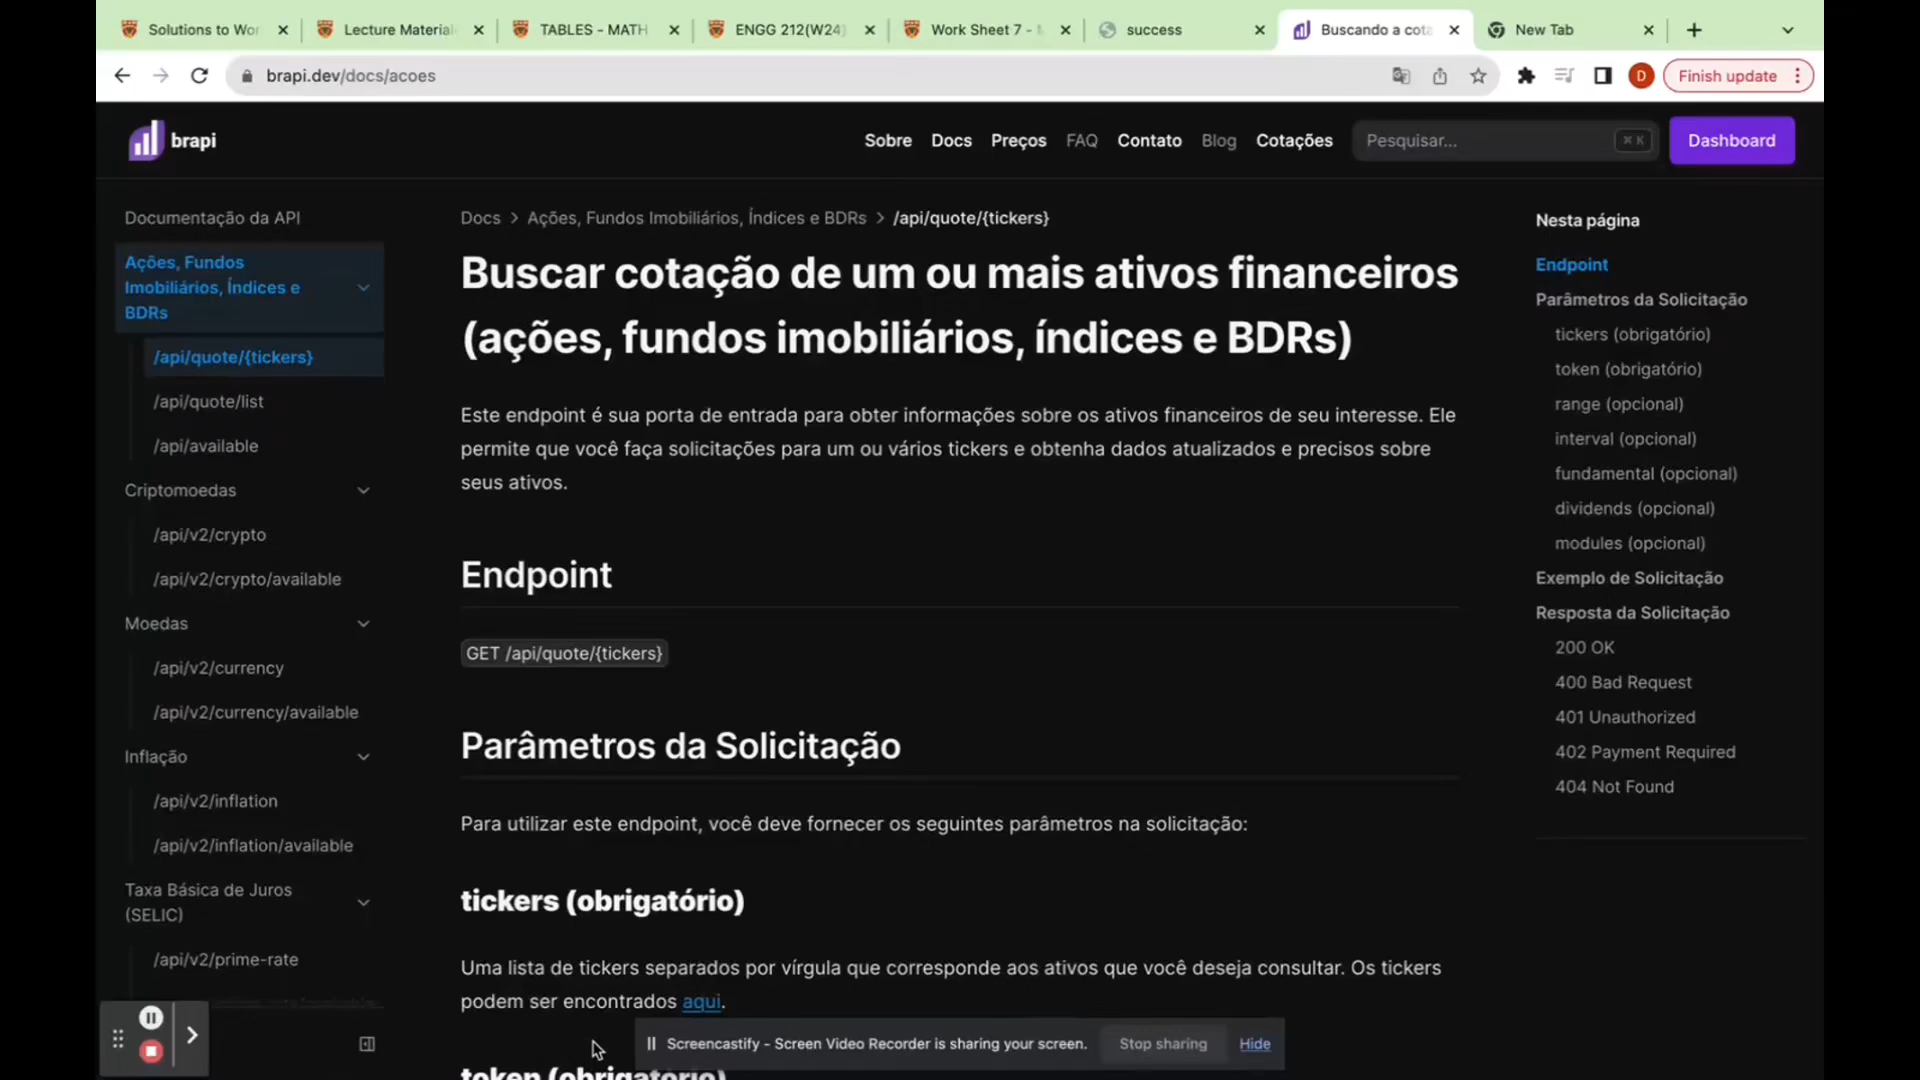 Solutions to Wor
Lecture Material
TABLES - MATH
ENGG 212(W24)
Work Sheet 7 -
success
Buscando a cota
New Tab
brapi.dev/docs/acoes
D
Finish update
brapi
Sobre
Docs
Preços
FAQ
Contato
Blog
Cotações
Pesquisar...
⌘ K
Dashboard
Documentação da API
Ações, Fundos
Imobiliários, Índices e
BDRs
/api/quote/{tickers}
/api/quote/list
/api/available
Criptomoedas
/api/v2/crypto
/api/v2/crypto/available
Moedas
/api/v2/currency
/api/v2/currency/available
Inflação
/api/v2/inflation
/api/v2/inflation/available
Taxa Básica de Juros
(SELIC)
/api/v2/prime-rate
Docs > Ações, Fundos Imobiliários, Índices e BDRs > /api/quote/{tickers}
Buscar cotação de um ou mais ativos financeiros
(ações, fundos imobiliários, índices e BDRs)
Este endpoint é sua porta de entrada para obter informações sobre os ativos financeiros de seu interesse. Ele
permite que você faça solicitações para um ou vários tickers e obtenha dados atualizados e precisos sobre
seus ativos.
Endpoint
GET /api/quote/{tickers}
Parâmetros da Solicitação
Para utilizar este endpoint, você deve fornecer os seguintes parâmetros na solicitação:
tickers (obrigatório)
Uma lista de tickers separados por vírgula que corresponde aos ativos que você deseja consultar. Os tickers
podem ser encontrados aqui.
token (obrigatório)
Nesta página
Endpoint
Parâmetros da Solicitação
tickers (obrigatório)
token (obrigatório)
range (opcional)
interval (opcional)
fundamental (opcional)
dividends (opcional)
modules (opcional)
Exemplo de Solicitação
Resposta da Solicitação
200 OK
400 Bad Request
401 Unauthorized
402 Payment Required
404 Not Found
Screencastify - Screen Video Recorder is sharing your screen.
Stop sharing
Hide